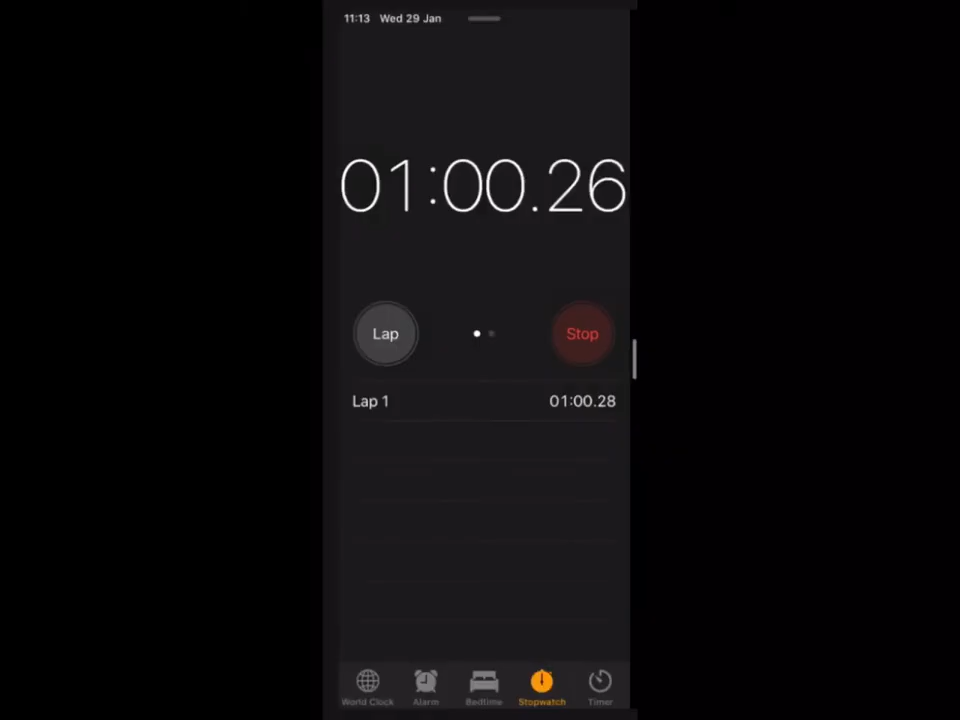 11:13 Wed 29 Jan
01:00.26
Lap
Stop
Lap 1 01:00.28
World Clock Alarm Bedtime Stopwatch Timer